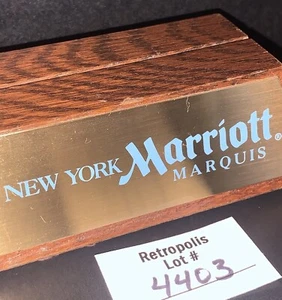 NEW YORK Marriott®
MARQUIS
Retropolis
Lot #
4403